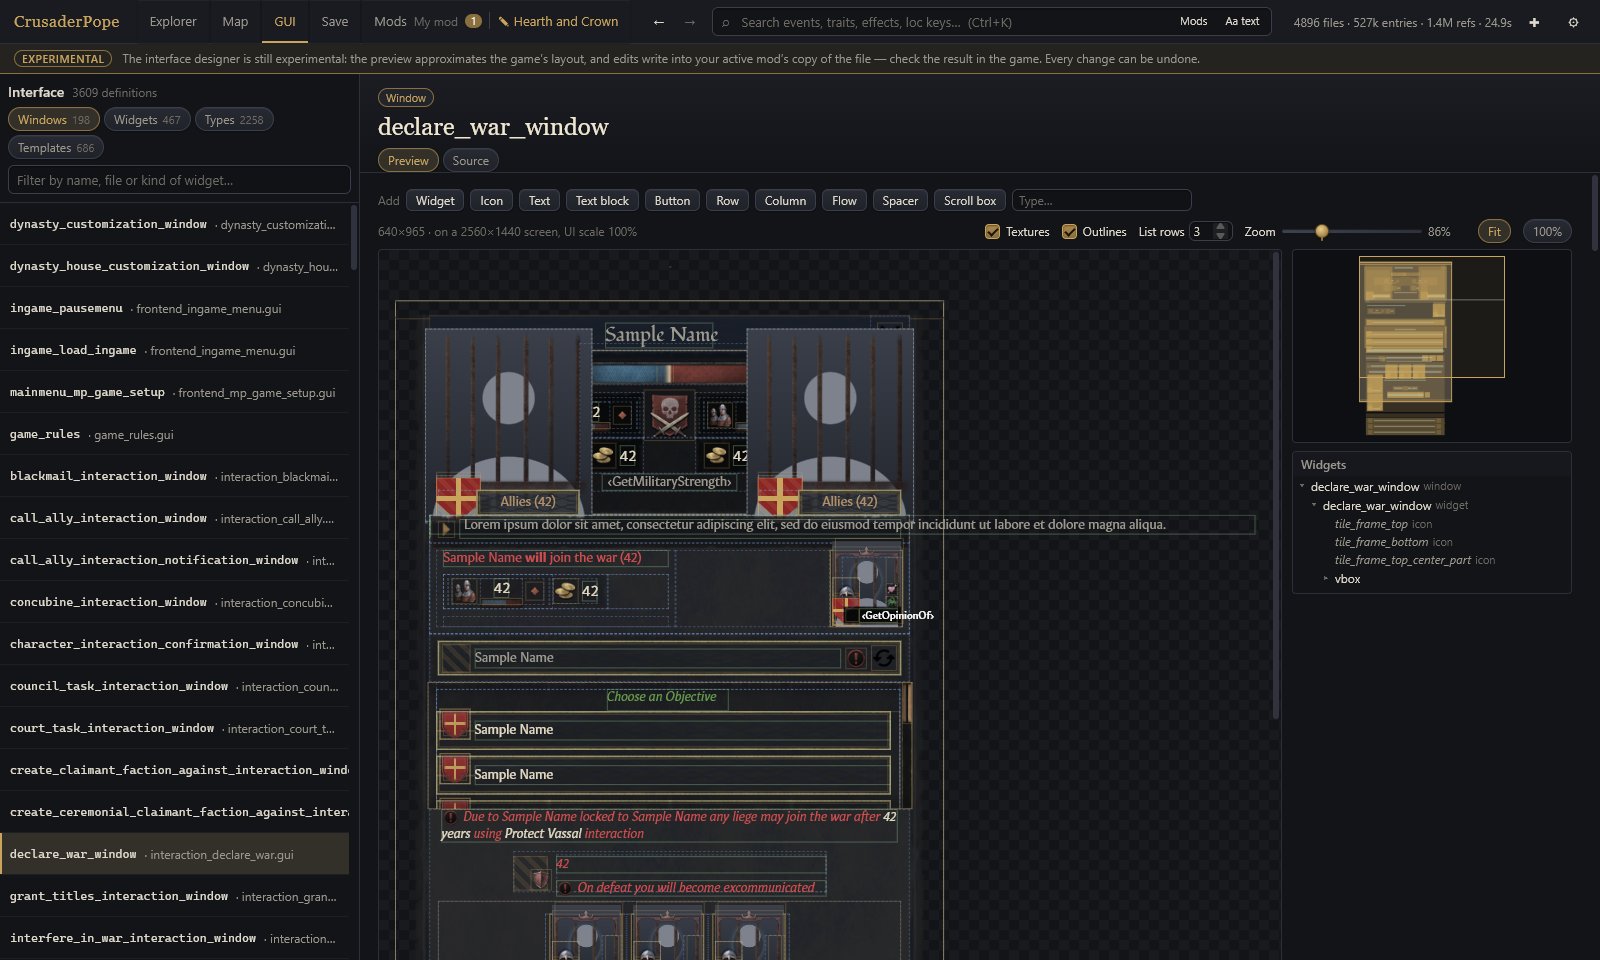 CrusaderPope Explorer Map GUI Save Mods My mod 1 Hearth and Crown ← → Search events, traits, effects, loc keys... (Ctrl+K) Mods Aa text 4896 files · 527k entries · 1.4M refs · 24.9s
EXPERIMENTAL The interface designer is still experimental: the preview approximates the game's layout, and edits write into your active mod's copy of the file — check the result in the game. Every change can be undone.
Interface 3609 definitions
Windows 198 Widgets 467 Types 2258
Templates 686
Filter by name, file or kind of widget...
dynasty_customization_window · dynasty_customizati...
dynasty_house_customization_window · dynasty_hou...
ingame_pausemenu · frontend_ingame_menu.gui
ingame_load_ingame · frontend_ingame_menu.gui
mainmenu_mp_game_setup · frontend_mp_game_setup.gui
game_rules · game_rules.gui
blackmail_interaction_window · interaction_blackmai...
call_ally_interaction_window · interaction_call_ally....
call_ally_interaction_notification_window · int...
concubine_interaction_window · interaction_concubi...
character_interaction_confirmation_window · int...
council_task_interaction_window · interaction_coun...
court_task_interaction_window · interaction_court_t...
create_claimant_faction_against_interaction_wind
create_ceremonial_claimant_faction_against_inter
declare_war_window · interaction_declare_war.gui
grant_titles_interaction_window · interaction_gran...
interfere_in_war_interaction_window · interaction...
Window
declare_war_window
Preview Source
Add Widget Icon Text Text block Button Row Column Flow Spacer Scroll box Type...
640×965 · on a 2560×1440 screen, UI scale 100% Textures Outlines List rows 3 Zoom 86% Fit 100%
Sample Name
2
42 42
‹GetMilitaryStrength›
Allies (42) Allies (42)
Lorem ipsum dolor sit amet, consectetur adipiscing elit, sed do eiusmod tempor incididunt ut labore et dolore magna aliqua.
Sample Name will join the war (42)
42 42
‹GetOpinionOf›
Sample Name
Choose an Objective
Sample Name
Sample Name
Due to Sample Name locked to Sample Name any liege may join the war after 42
years using Protect Vassal interaction
42
On defeat you will become excommunicated
Widgets
declare_war_window window
declare_war_window widget
tile_frame_top icon
tile_frame_bottom icon
tile_frame_top_center_part icon
vbox